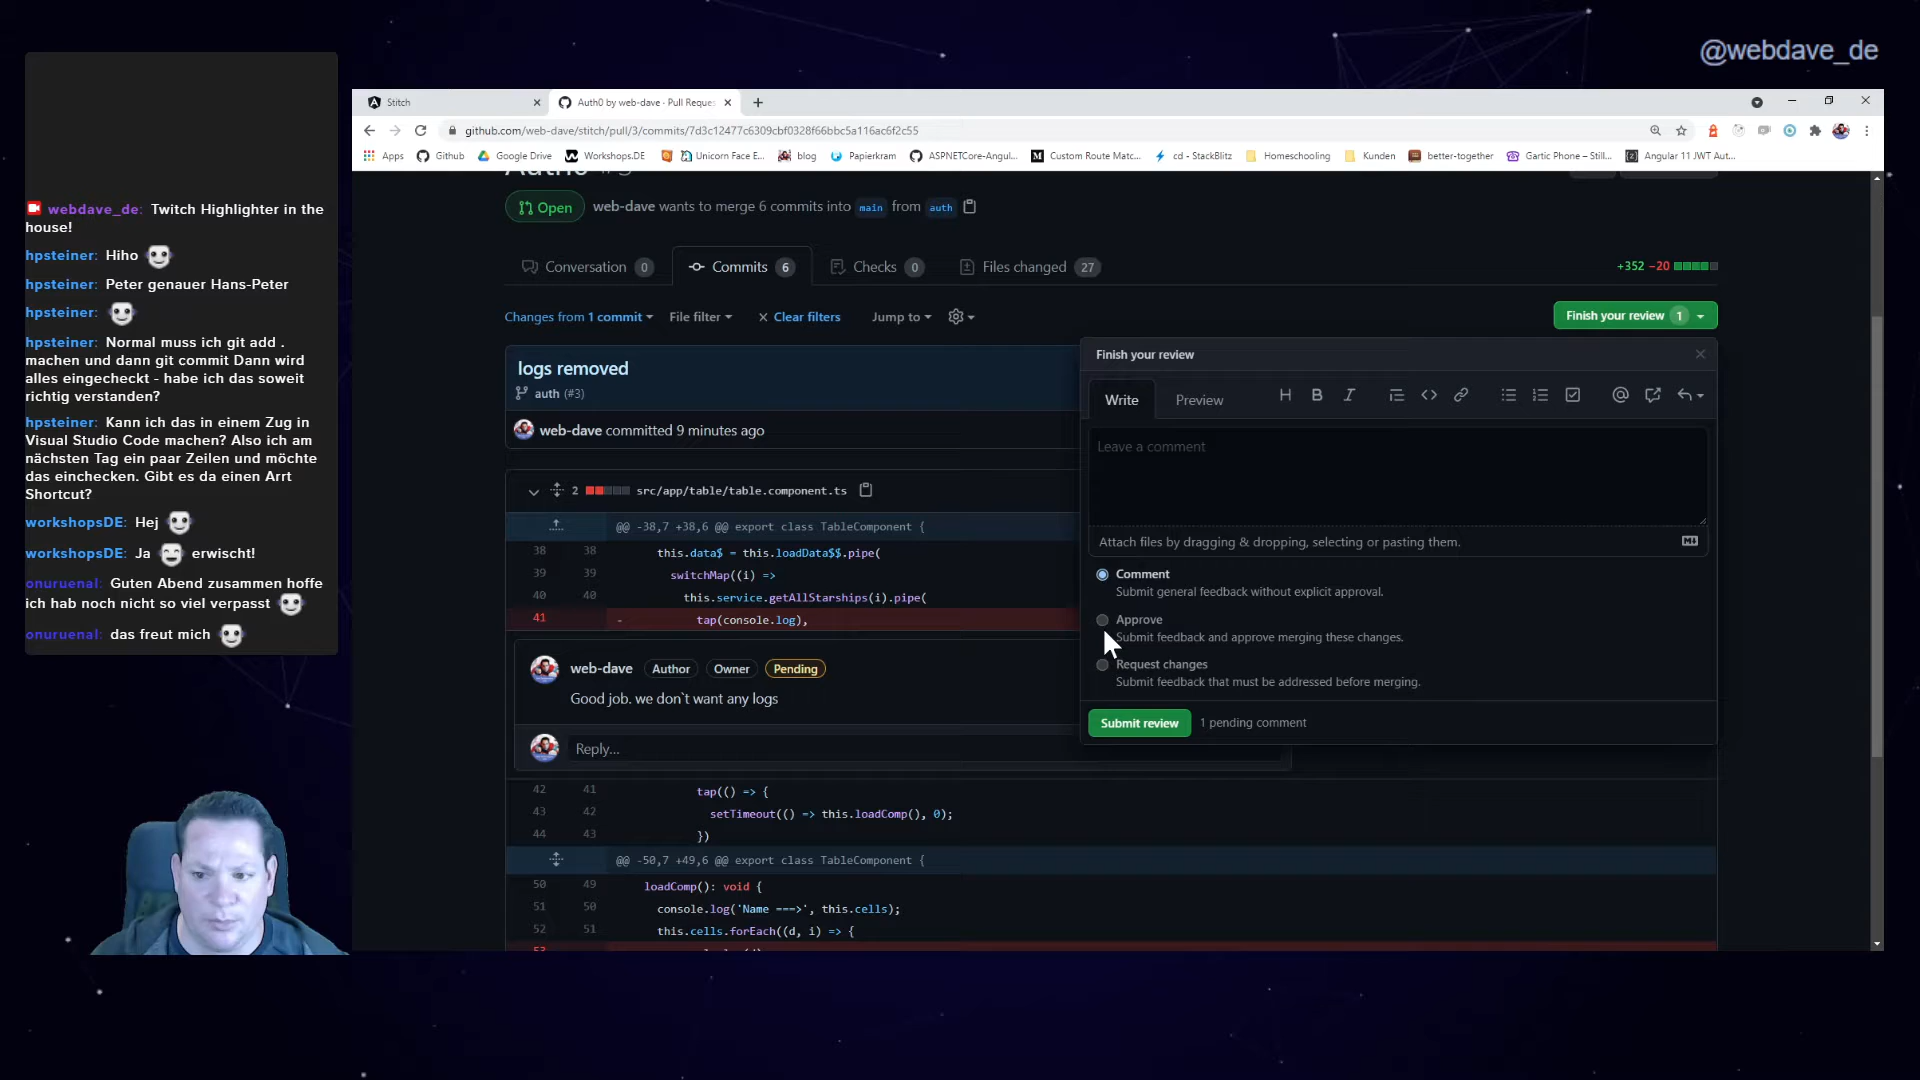 @webdave_de
webdave_de: Twitch Highlighter in the
house!
hpsteiner: Hiho
hpsteiner: Peter genauer Hans-Peter
hpsteiner:
hpsteiner: Normal muss ich git add .
machen und dann git commit Dann wird
alles eingecheckt - habe ich das soweit
richtig verstanden?
hpsteiner: Kann ich das in einem Zug in
Visual Studio Code machen? Also ich am
nächsten Tag ein paar Zeilen und möchte
das einchecken. Gibt es da einen Arrt
Shortcut?
workshopsDE: Hej
workshopsDE: Ja erwischt!
onuruenal: Guten Abend zusammen hoffe
ich hab noch nicht so viel verpasst
onuruenal: das freut mich
Stitch
Auth0 by web-dave · Pull Reques
github.com/web-dave/stitch/pull/3/commits/7d3c12477c6309cbf0328f66bbc5a116ac6f2c55
Apps Github Google Drive Workshops.DE Unicorn Face E... blog Papierkram ASPNETCore-Angul... Custom Route Matc... cd - StackBlitz Homeschooling Kunden better-together Gartic Phone – Still... Angular 11 JWT Aut...
Open web-dave wants to merge 6 commits into main from auth
Conversation 0 Commits 6 Checks 0 Files changed 27 +352 −20
Changes from 1 commit File filter Clear filters Jump to Finish your review 1
logs removed
auth (#3)
web-dave committed 9 minutes ago
2 src/app/table/table.component.ts
@@ -38,7 +38,6 @@ export class TableComponent {
38 38 this.data$ = this.loadData$$.pipe(
39 39 switchMap((i) =>
40 40 this.service.getAllStarships(i).pipe(
41 - tap(console.log),
web-dave Author Owner Pending
Good job. we don`t want any logs
Reply...
42 41 tap(() => {
43 42 setTimeout(() => this.loadComp(), 0);
44 43 })
@@ -50,7 +49,6 @@ export class TableComponent {
50 49 loadComp(): void {
51 50 console.log('Name ===>', this.cells);
52 51 this.cells.forEach((d, i) => {
Finish your review
Write Preview
Leave a comment
Attach files by dragging & dropping, selecting or pasting them.
Comment
Submit general feedback without explicit approval.
Approve
Submit feedback and approve merging these changes.
Request changes
Submit feedback that must be addressed before merging.
Submit review 1 pending comment